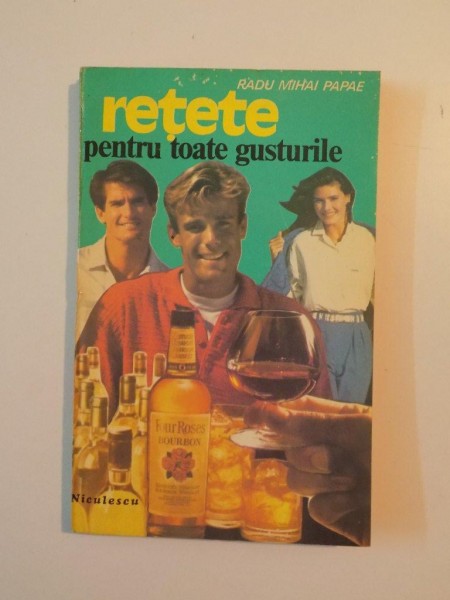 RADU MIHAI PAPAE
rețete
pentru toate gusturile
Four Roses
BOURBON
Niculescu